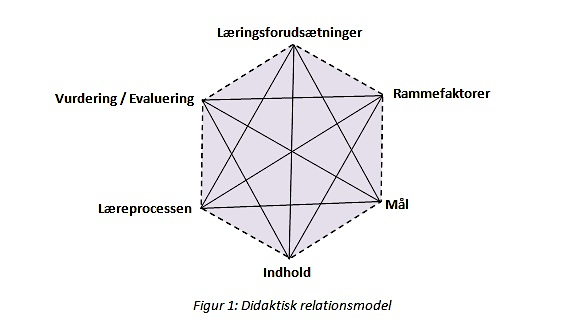 Læringsforudsætninger
Rammefaktorer
Vurdering / Evaluering
Mål
Læreprocessen
Indhold
Figur 1: Didaktisk relationsmodel